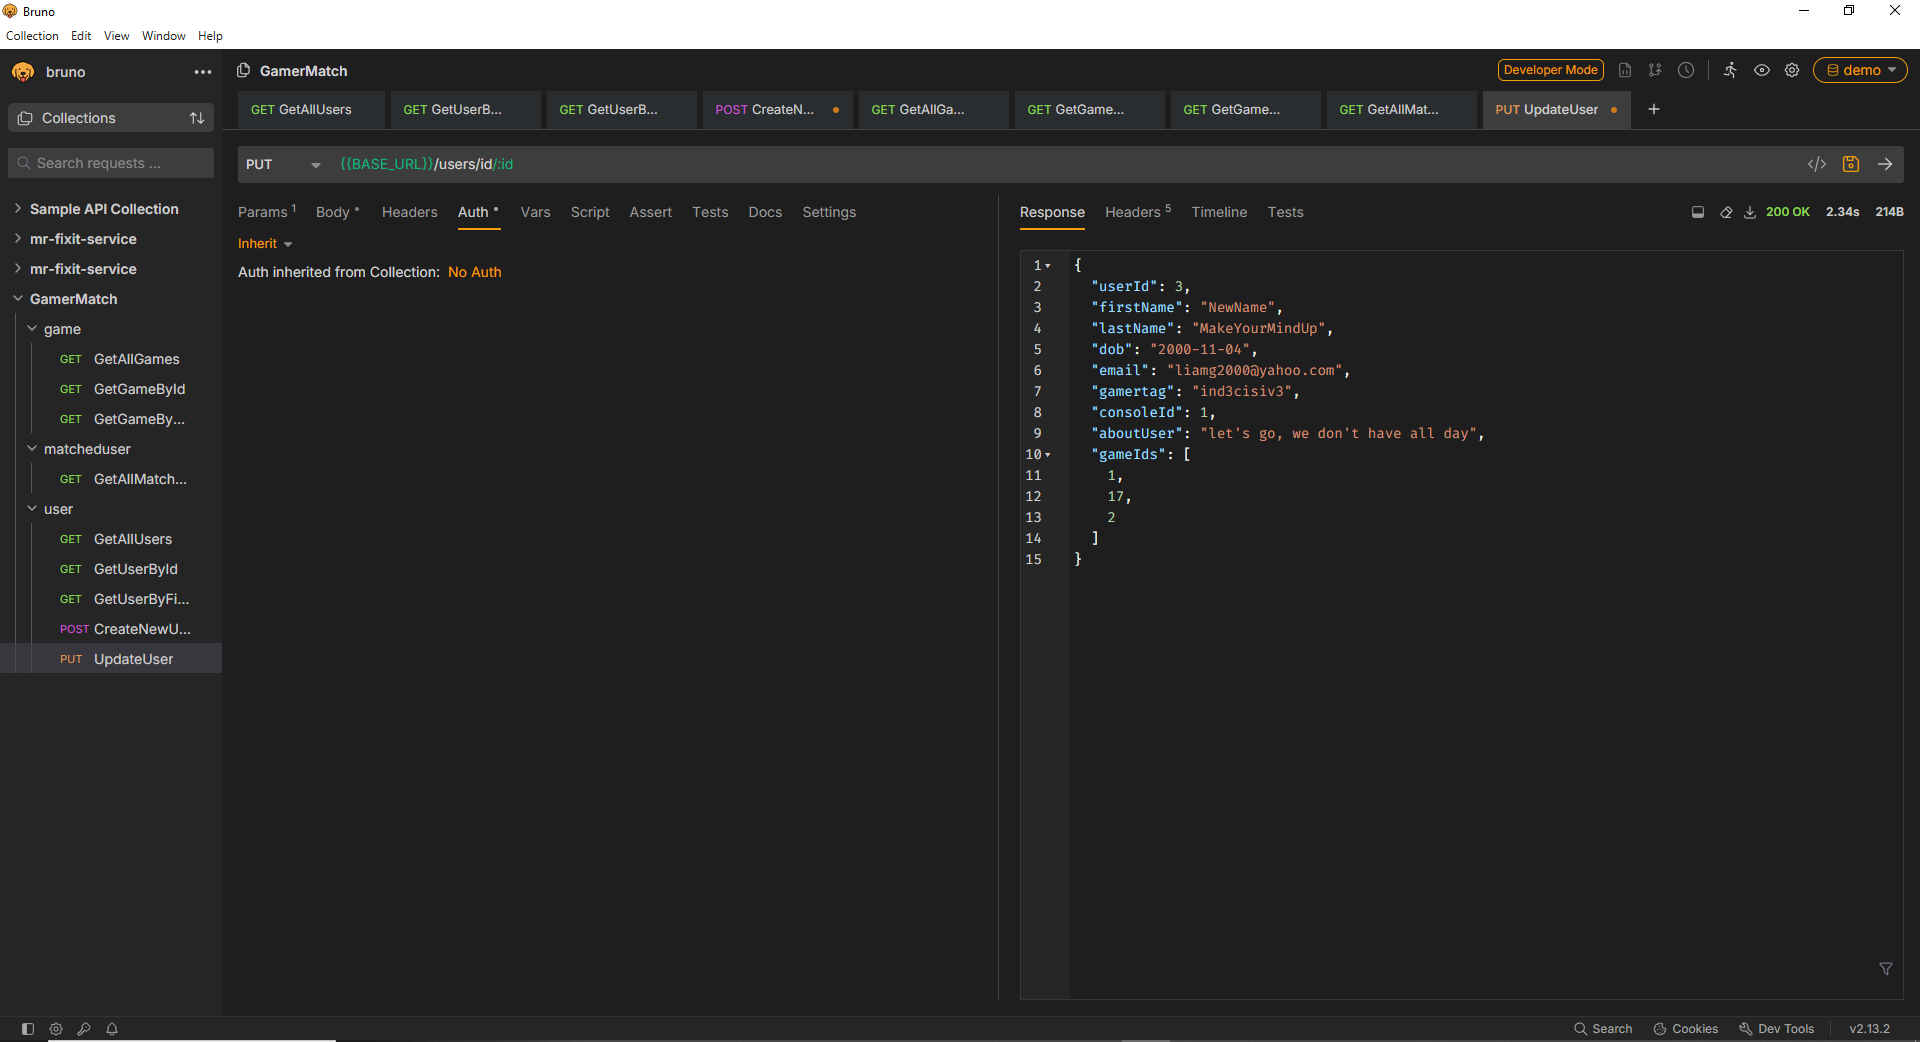 Bruno
Collection Edit View Window Help
bruno
GamerMatch
Developer Mode
demo
Collections
GET GetAllUsers
GET GetUserB...
GET GetUserB...
POST CreateN...
GET GetAllGa...
GET GetGame...
GET GetGame...
GET GetAllMat...
PUT UpdateUser
+
Search requests ...
PUT
{{BASE_URL}}/users/id/:id
</>
Sample API Collection
mr-fixit-service
mr-fixit-service
GamerMatch
game
GET GetAllGames
GET GetGameById
GET GetGameBy...
matcheduser
GET GetAllMatch...
user
GET GetAllUsers
GET GetUserById
GET GetUserByFi...
POST CreateNewU...
PUT UpdateUser
Params 1 Body Headers Auth Vars Script Assert Tests Docs Settings
Inherit
Auth inherited from Collection: No Auth
Response Headers 5 Timeline Tests
200 OK 2.34s 214B
1 {
2 "userId": 3,
3 "firstName": "NewName",
4 "lastName": "MakeYourMindUp",
5 "dob": "2000-11-04",
6 "email": "liamg2000@yahoo.com",
7 "gamertag": "ind3cisiv3",
8 "consoleId": 1,
9 "aboutUser": "let's go, we don't have all day",
10 "gameIds": [
11 1,
12 17,
13 2
14 ]
15 }
Search Cookies Dev Tools v2.13.2